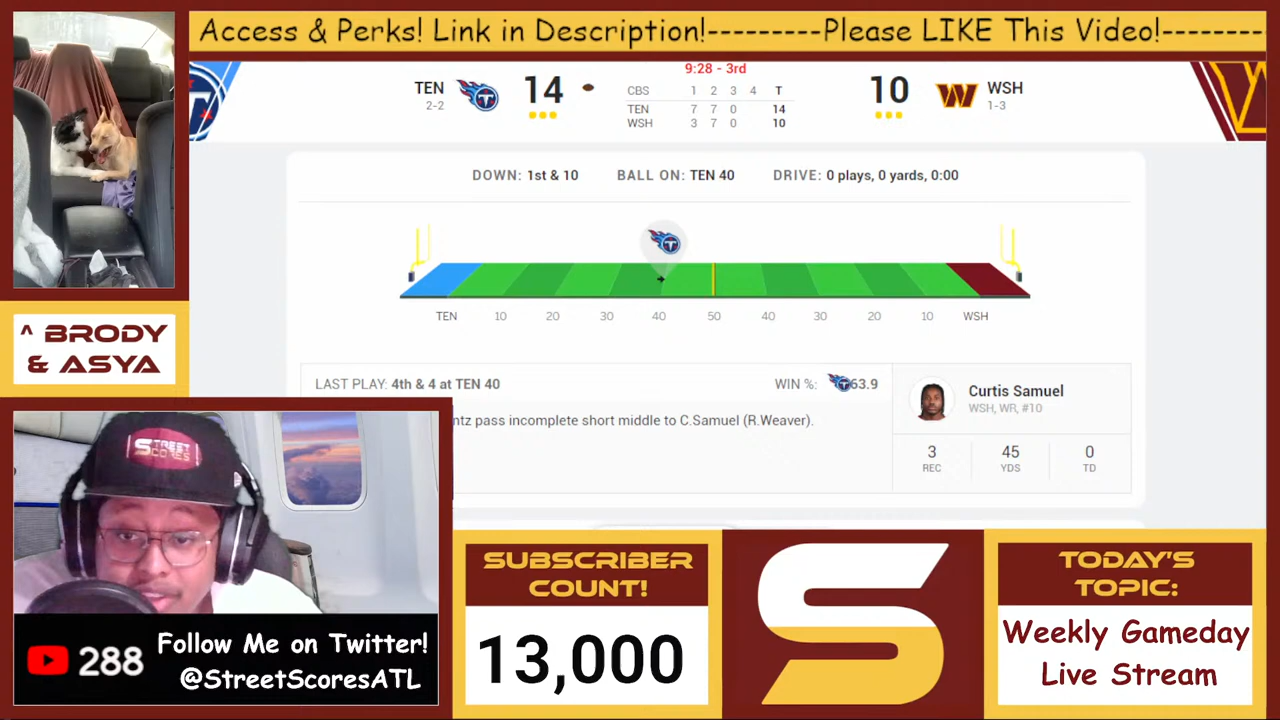 Access & Perks! Link in Description!---------Please LIKE This Video!------
9:28 - 3rd
TEN 14 10 WSH
2-2 1-3
CBS 1 2 3 4 T
TEN 7 7 0 14
WSH 3 7 0 10
DOWN: 1st & 10 BALL ON: TEN 40 DRIVE: 0 plays, 0 yards, 0:00
TEN 10 20 30 40 50 40 30 20 10 WSH
LAST PLAY: 4th & 4 at TEN 40 WIN %: 63.9
ntz pass incomplete short middle to C.Samuel (R.Weaver).
Curtis Samuel
WSH, WR, #10
3 45 0
REC YDS TD
^ BRODY
& ASYA
STREET
SCORES
288 Follow Me on Twitter!
@StreetScoresATL
SUBSCRIBER
COUNT!
13,000
S
TODAY'S
TOPIC:
Weekly Gameday
Live Stream